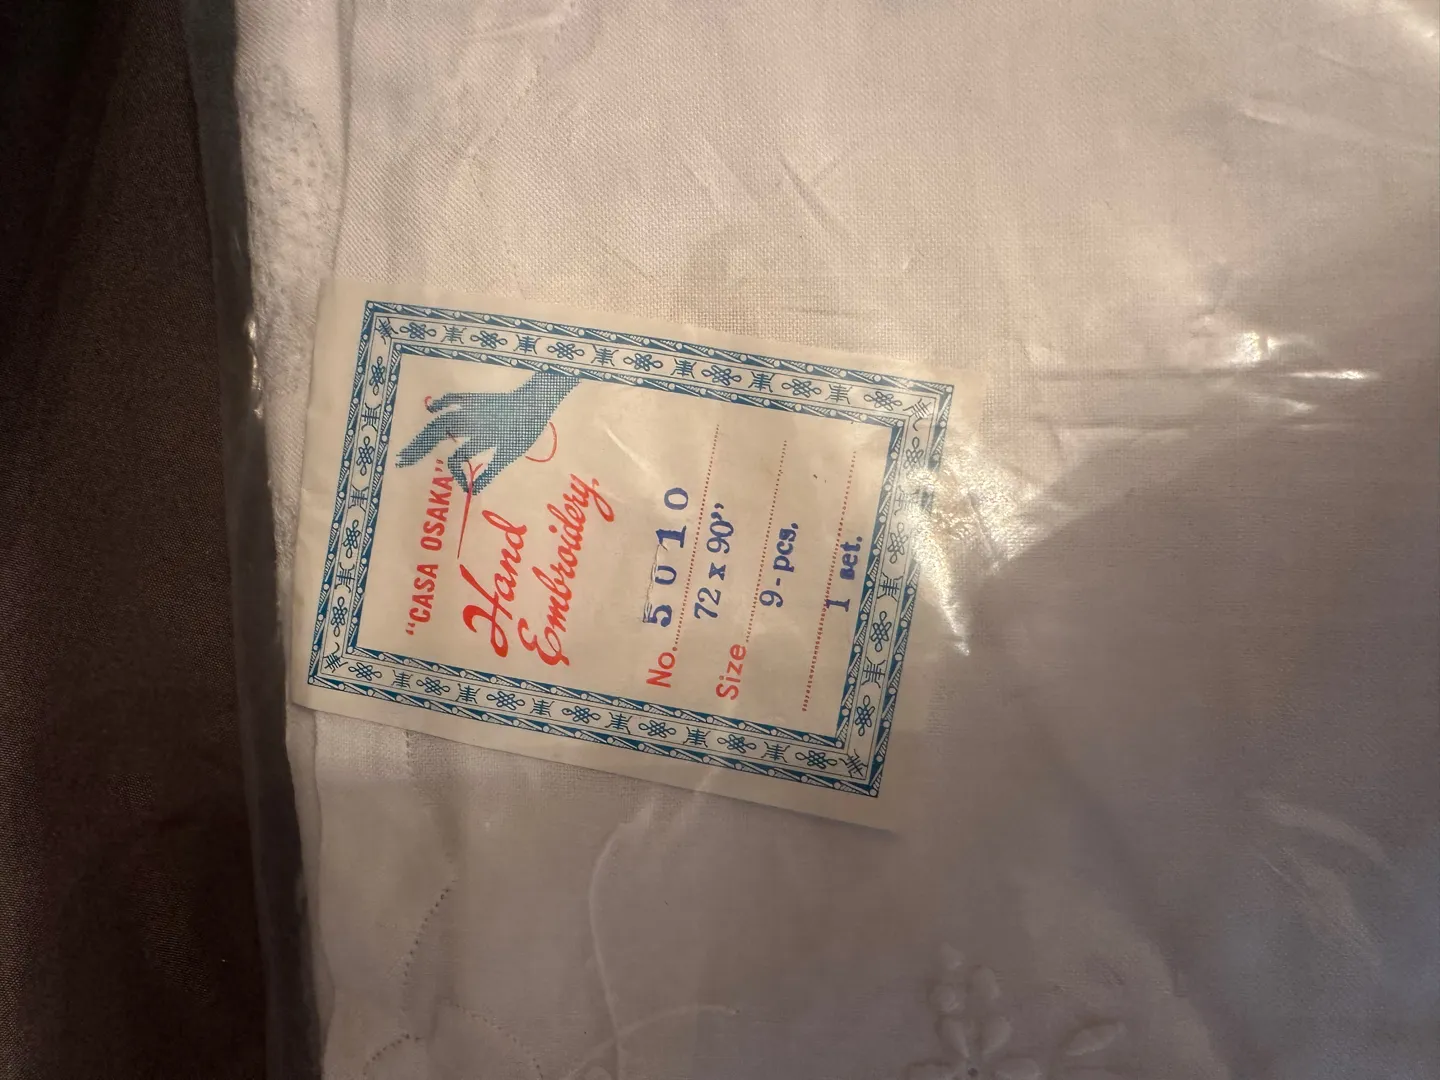 "CASA OSAKA"
Hand
Embroidery.
No. 5010
Size 72 x 90"
9-pcs.
1 set.